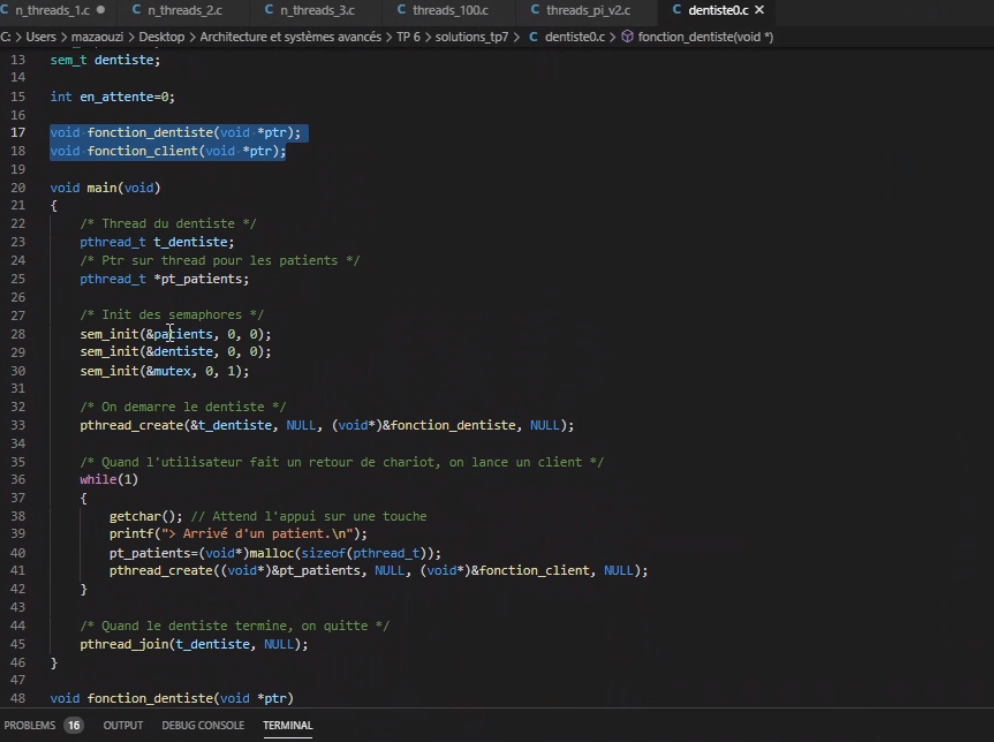 C n_threads_1.c ● C n_threads_2.c C n_threads_3.c C threads_100.c C threads_pi_v2.c C dentiste0.c ✕
C: > Users > mazaouzi > Desktop > Architecture et systèmes avancés > TP 6 > solutions_tp7 > C dentiste0.c > fonction_dentiste(void *)
13 sem_t dentiste;
14
15 int en_attente=0;
16
17 void fonction_dentiste(void *ptr);
18 void fonction_client(void *ptr);
19
20 void main(void)
21 {
22 /* Thread du dentiste */
23 pthread_t t_dentiste;
24 /* Ptr sur thread pour les patients */
25 pthread_t *pt_patients;
26
27 /* Init des semaphores */
28 sem_init(&patients, 0, 0);
29 sem_init(&dentiste, 0, 0);
30 sem_init(&mutex, 0, 1);
31
32 /* On demarre le dentiste */
33 pthread_create(&t_dentiste, NULL, (void*)&fonction_dentiste, NULL);
34
35 /* Quand l'utilisateur fait un retour de chariot, on lance un client */
36 while(1)
37 {
38 getchar(); // Attend l'appui sur une touche
39 printf("> Arrivé d'un patient.\n");
40 pt_patients=(void*)malloc(sizeof(pthread_t));
41 pthread_create((void*)&pt_patients, NULL, (void*)&fonction_client, NULL);
42 }
43
44 /* Quand le dentiste termine, on quitte */
45 pthread_join(t_dentiste, NULL);
46 }
47
48 void fonction_dentiste(void *ptr)
PROBLEMS 16 OUTPUT DEBUG CONSOLE TERMINAL